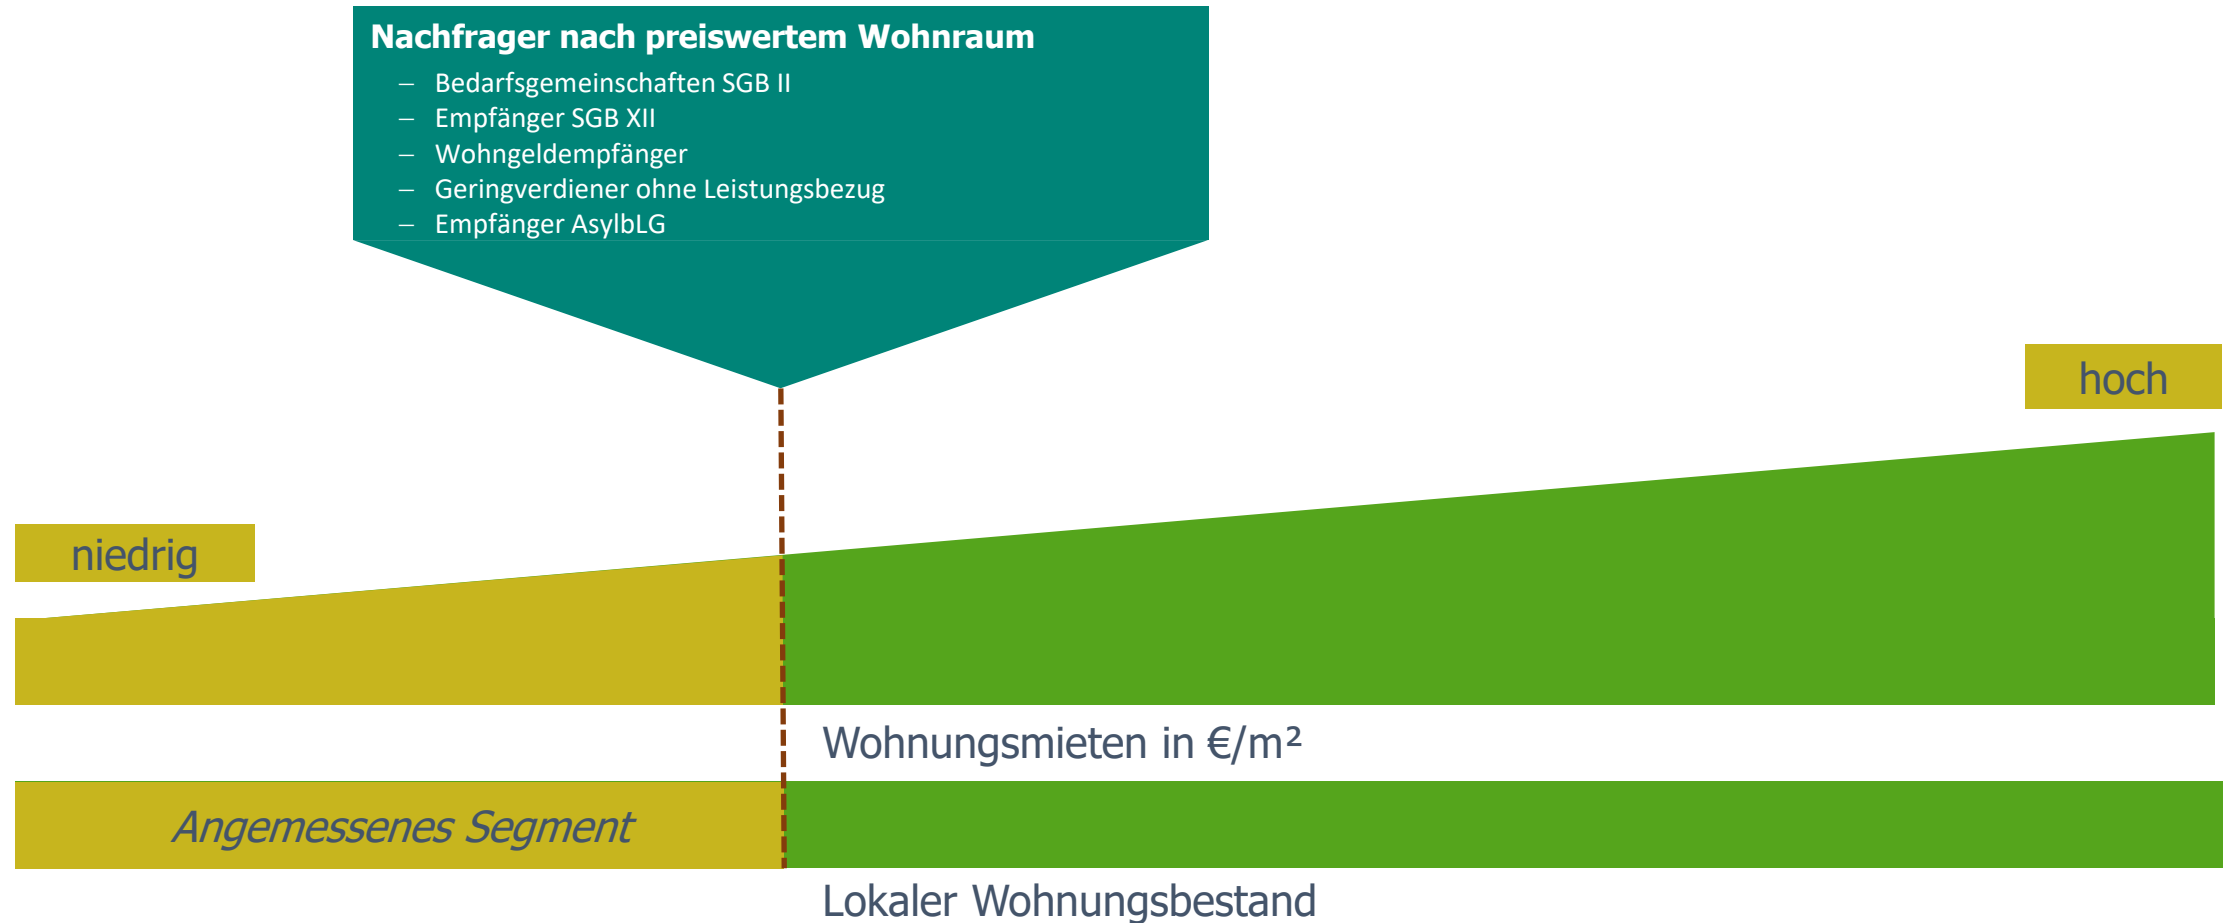 Nachfrager nach preiswertem Wohnraum
– Bedarfsgemeinschaften SGB II
– Empfänger SGB XII
– Wohngeldempfänger
– Geringverdiener ohne Leistungsbezug
– Empfänger AsylbLG
hoch
niedrig
Wohnungsmieten in €/m²
Angemessenes Segment
Lokaler Wohnungsbestand